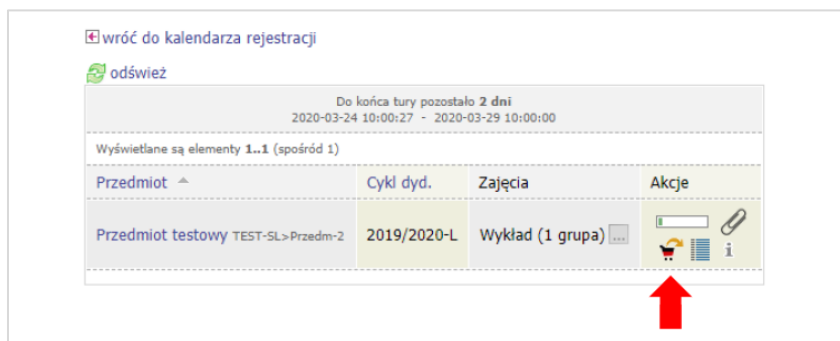 wróć do kalendarza rejestracji
odśwież
Do końca tury pozostało 2 dni
2020-03-24 10:00:27 - 2020-03-29 10:00:00
Wyświetlane są elementy 1..1 (spośród 1)
Przedmiot Cykl dyd. Zajęcia Akcje
Przedmiot testowy TEST-SL>Przedm-2 2019/2020-L Wykład (1 grupa) ... i